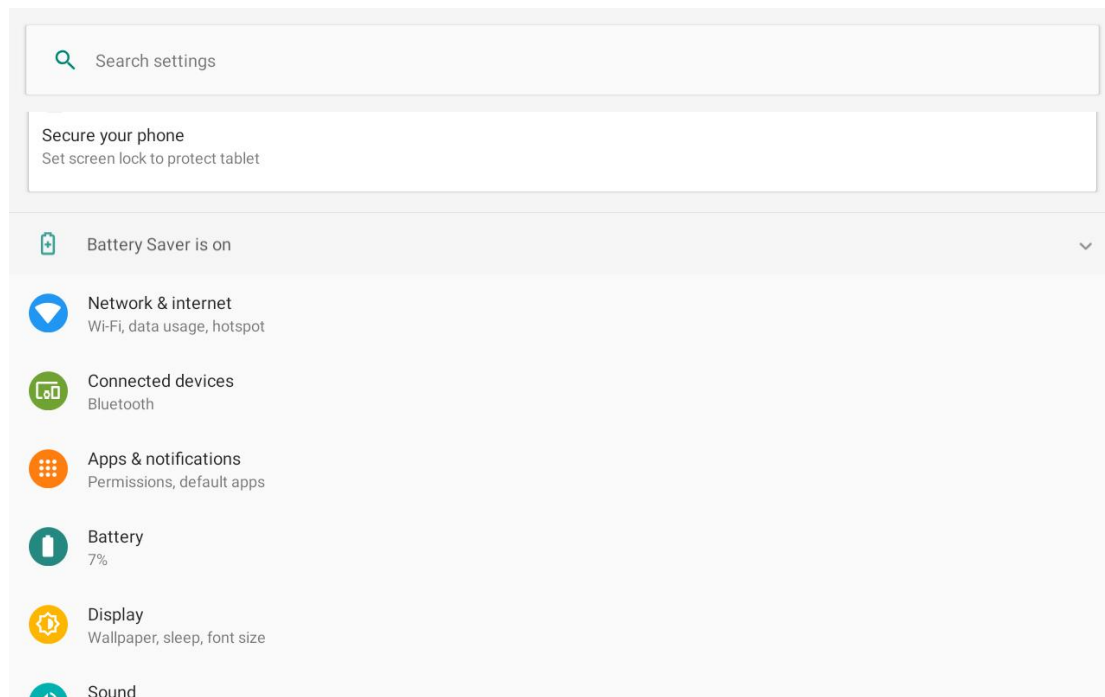 Search settings
Secure your phone
Set screen lock to protect tablet
Battery Saver is on
Network & internet
Wi-Fi, data usage, hotspot
Connected devices
Bluetooth
Apps & notifications
Permissions, default apps
Battery
7%
Display
Wallpaper, sleep, font size
Sound